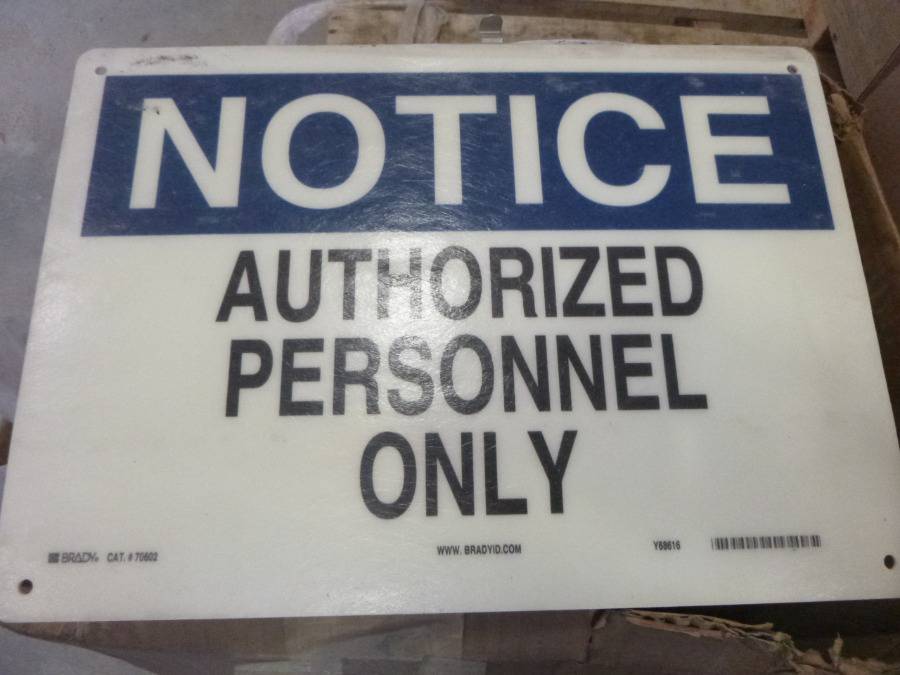 NOTICE
AUTHORIZED
PERSONNEL
ONLY
BRADY® CAT. # 70602 WWW. BRADYID.COM Y68616